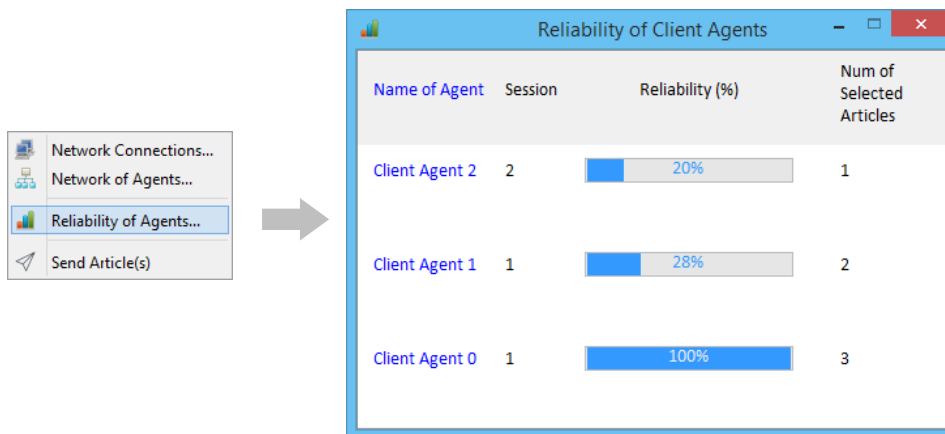 Network Connections...
Network of Agents...
Reliability of Agents...
Send Article(s)
Reliability of Client Agents
Name of Agent Session Reliability (%) Num of
Selected
Articles
Client Agent 2 2 20% 1
Client Agent 1 1 28% 2
Client Agent 0 1 100% 3